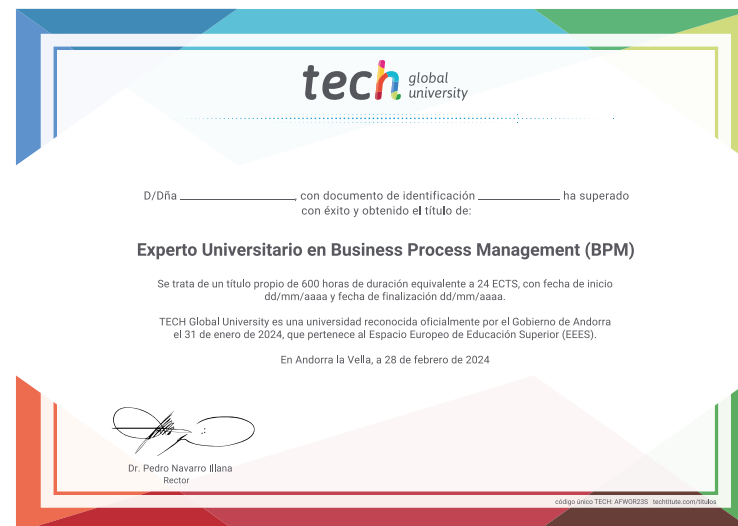 tech global university
D/Dña ____________, con documento de identificación __________ ha superado
con éxito y obtenido el título de:
Experto Universitario en Business Process Management (BPM)
Se trata de un título propio de 600 horas de duración equivalente a 24 ECTS, con fecha de inicio
dd/mm/aaaa y fecha de finalización dd/mm/aaaa.
TECH Global University es una universidad reconocida oficialmente por el Gobierno de Andorra
el 31 de enero de 2024, que pertenece al Espacio Europeo de Educación Superior (EEES).
En Andorra la Vella, a 28 de febrero de 2024
Dr. Pedro Navarro Illana
Rector
código único TECH: AFWOR23S techtitute.com/titulos